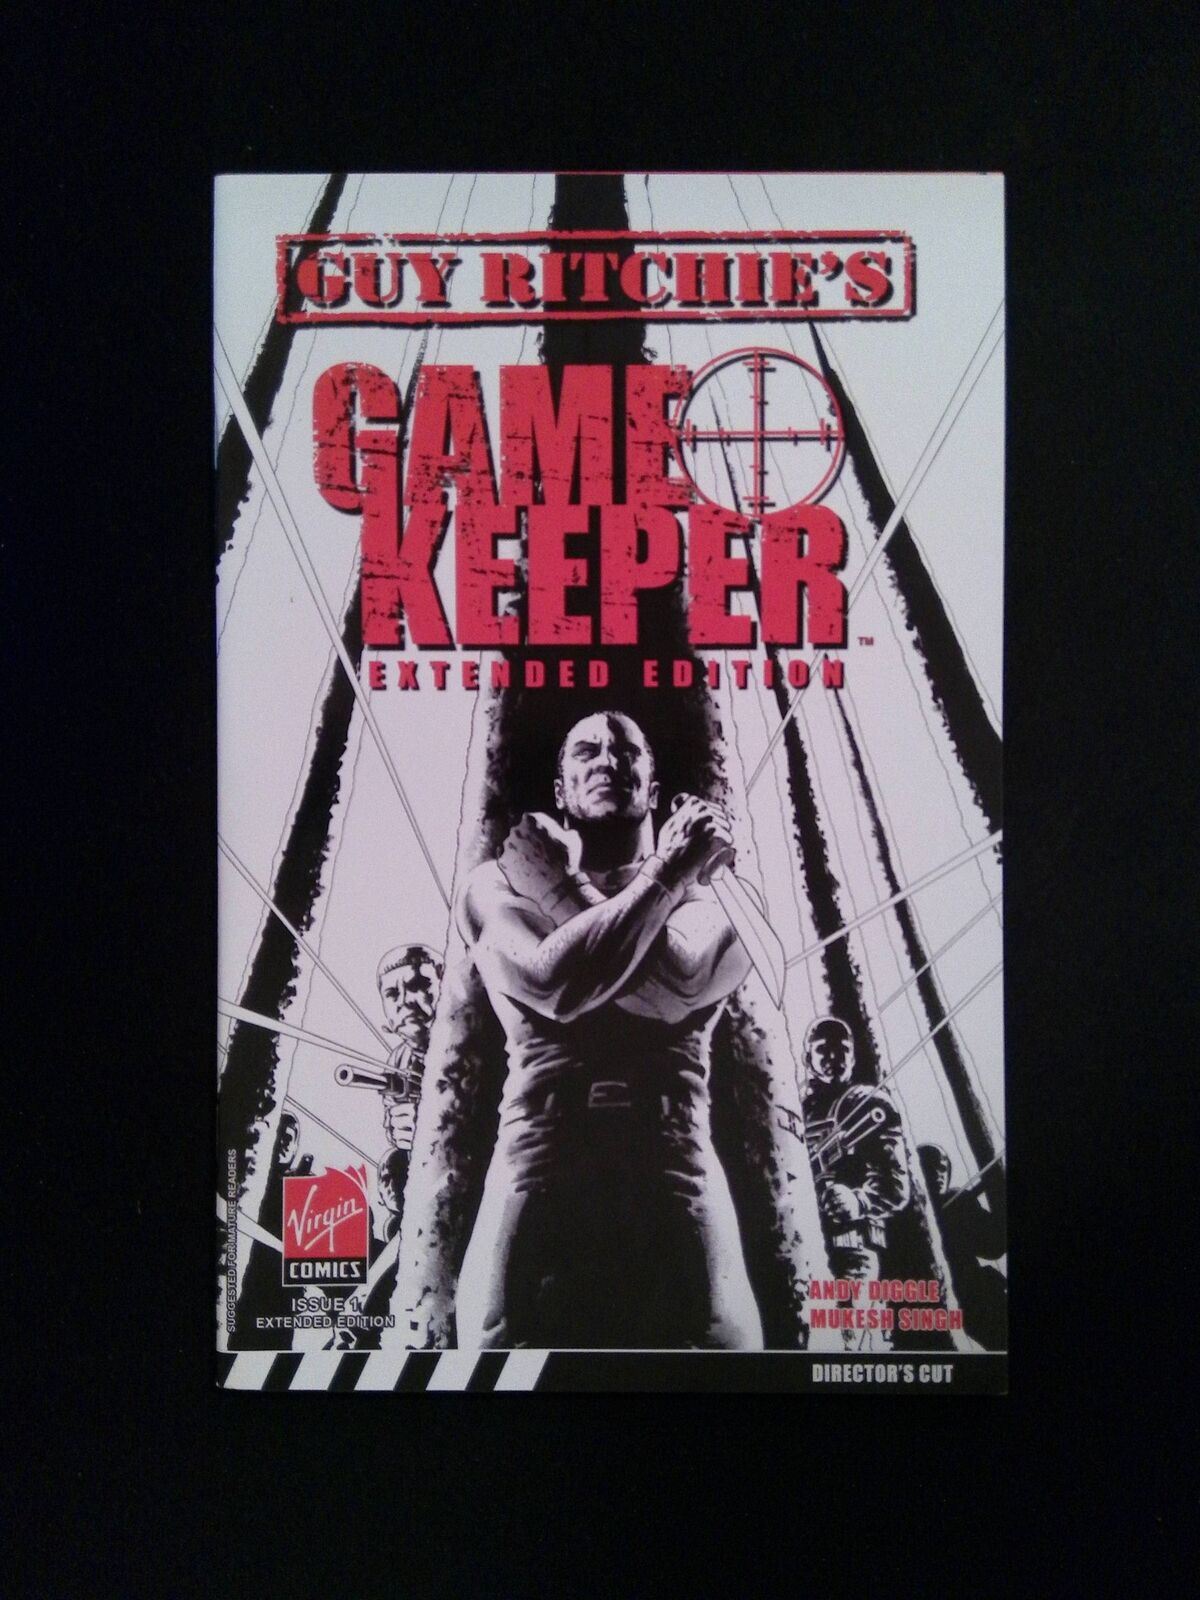 GUY RITCHIE'S
GAME
KEEPER
™
EXTENDED EDITION
SUGGESTED FOR MATURE READERS
Virgin
COMICS
ISSUE 1
EXTENDED EDITION
ANDY DIGGLE
MUKESH SINGH
DIRECTOR'S CUT